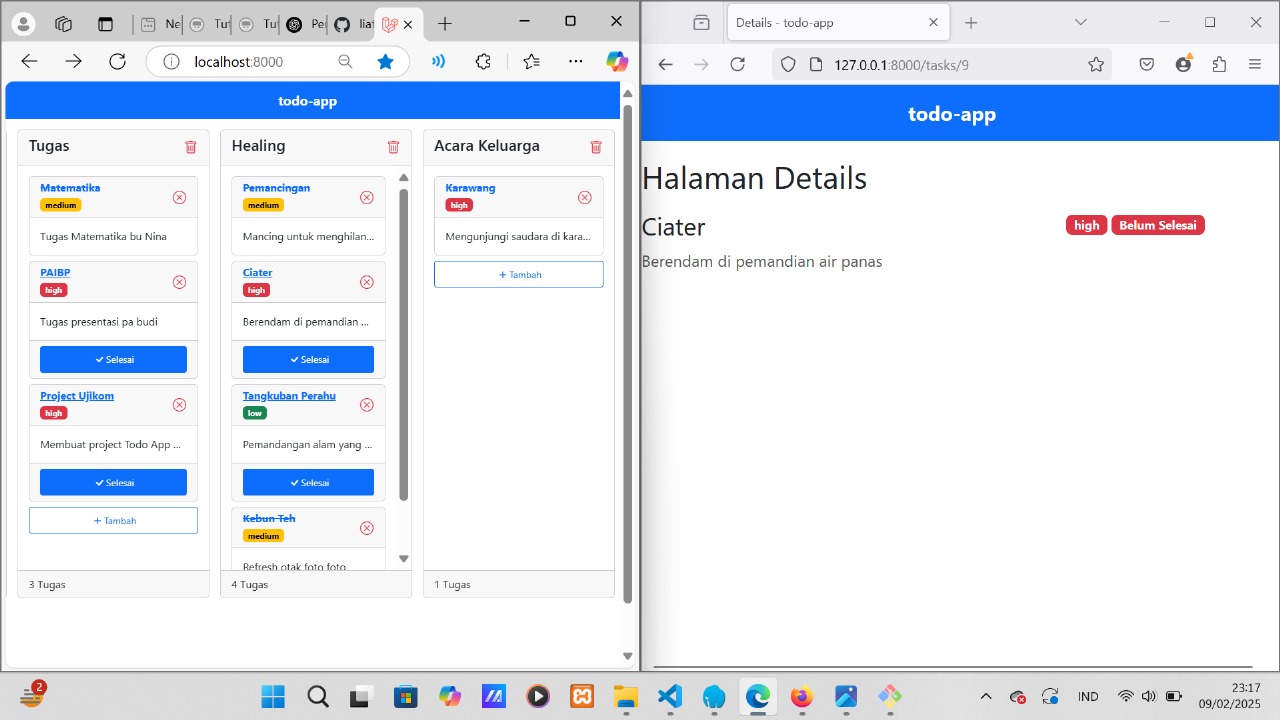 Ne
Tu
Tu
Pe
lia
localhost:8000
todo-app
Tugas
Matematika
medium
Tugas Matematika bu Nina
PAIBP
high
Tugas presentasi pa budi
Selesai
Project Ujikom
high
Membuat project Todo App ...
Selesai
+ Tambah
3 Tugas
Healing
Pemancingan
medium
Mancing untuk menghilan...
Ciater
high
Berendam di pemandian ...
Selesai
Tangkuban Perahu
low
Pemandangan alam yang ...
Selesai
Kebun Teh
medium
Refresh otak foto foto
4 Tugas
Acara Keluarga
Karawang
high
Mengunjungi saudara di kara...
+ Tambah
1 Tugas
Details - todo-app
127.0.0.1:8000/tasks/9
todo-app
Halaman Details
Ciater
high Belum Selesai
Berendam di pemandian air panas
2
IND
23:17
09/02/2025